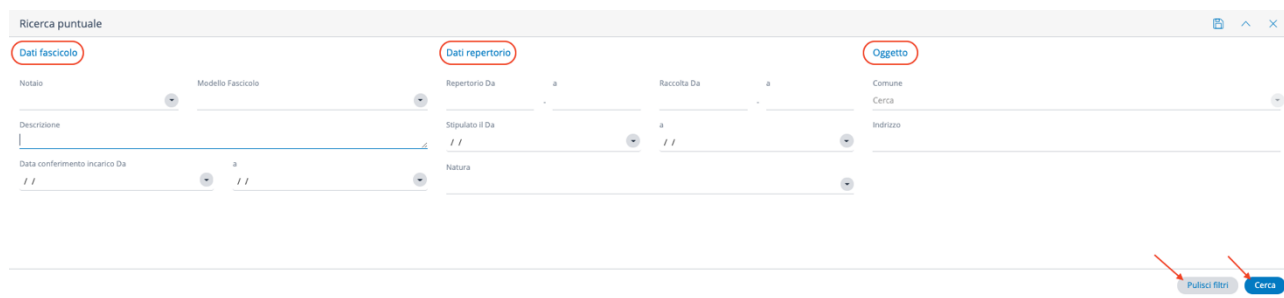 Ricerca puntuale
Dati fascicolo
Dati repertorio
Oggetto
Notaio
Modello Fascicolo
Repertorio Da
a
Raccolta Da
a
Comune
-
-
Cerca
Descrizione
Stipulato il Da
a
Indrizzo
/ /
/ /
Data conferimento incarico Da
a
Natura
/ /
/ /
Pulisci filtri
Cerca